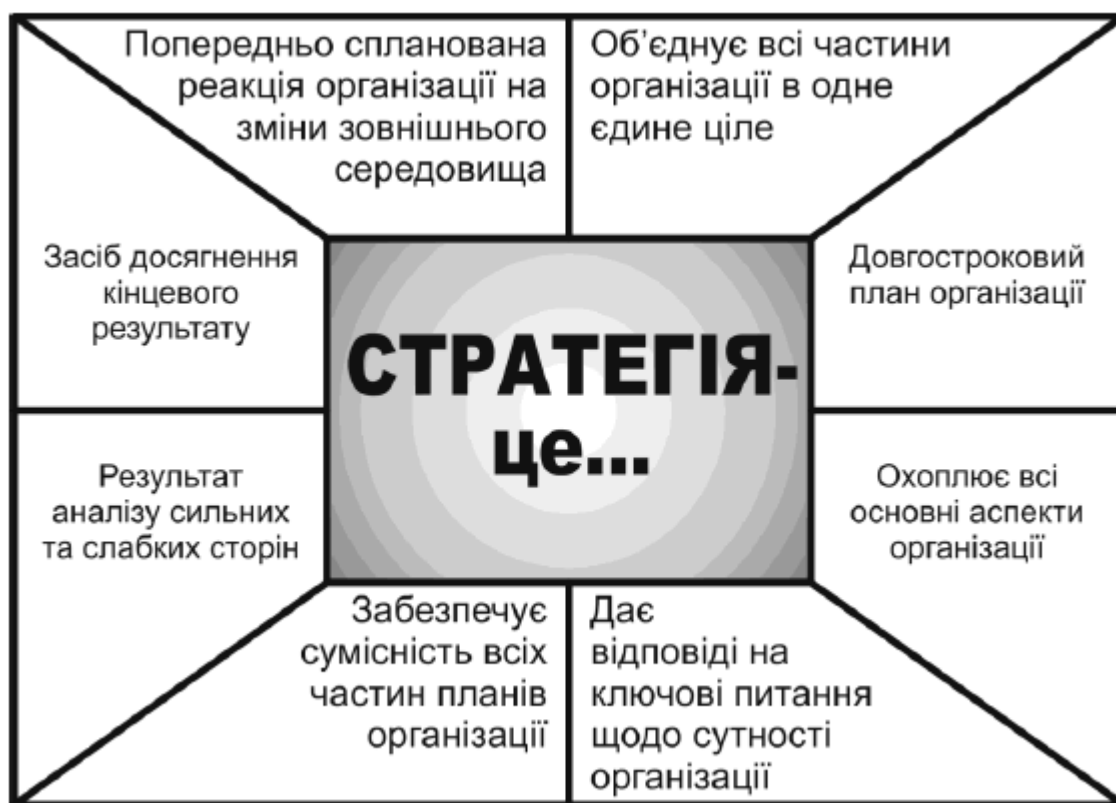 Попередньо спланована
реакція організації на
зміни зовнішнього
середовища
Об’єднує всі частини
організації в одне
єдине ціле
Засіб досягнення
кінцевого
результату
Довгостроковий
план організації
СТРАТЕГІЯ-
це...
Результат
аналізу сильних
та слабких сторін
Охоплює всі
основні аспекти
організації
Забезпечує
сумісність всіх
частин планів
організації
Дає
відповіді на
ключові питання
щодо сутності
організації